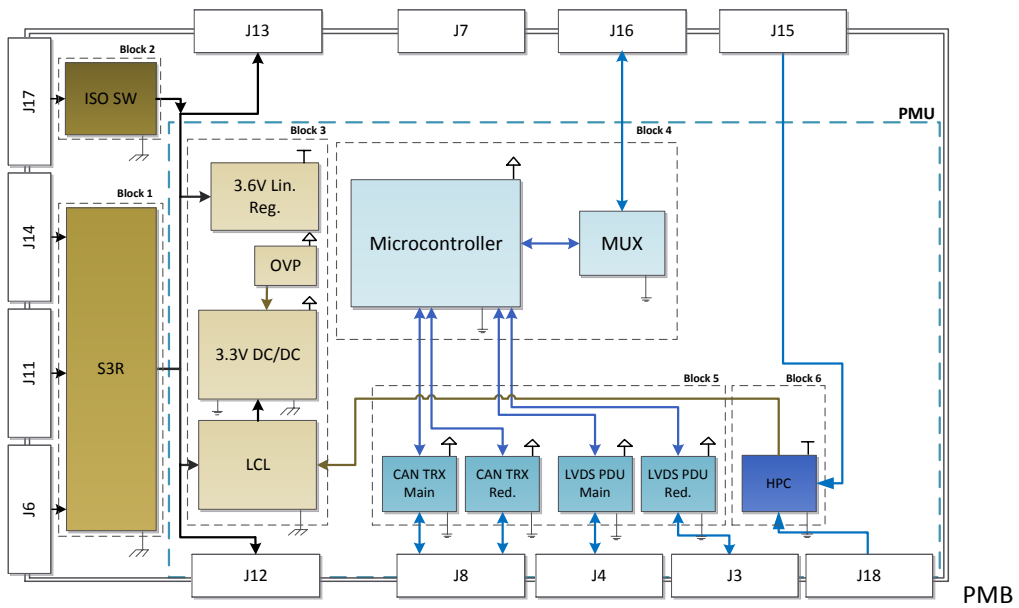 J13
J7
J16
J15
Block 2
ISO SW
J17
PMU
Block 3
Block 4
3.6V Lin.
Reg.
Microcontroller
MUX
Block 1
J14
OVP
S3R
3.3V DC/DC
J11
Block 5
Block 6
LCL
CAN TRX
Main
CAN TRX
Red.
LVDS PDU
Main
LVDS PDU
Red.
HPC
J6
J12
J8
J4
J3
J18
PMB